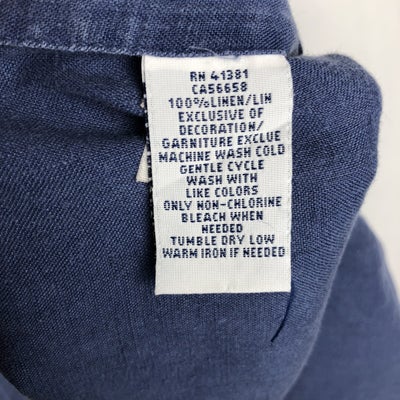 RN 41381
CA56658
100%LINEN/LIN
EXCLUSIVE OF
DECORATION/
GARNITURE EXCLUE
MACHINE WASH COLD
GENTLE CYCLE
WASH WITH
LIKE COLORS
ONLY NON-CHLORINE
BLEACH WHEN
NEEDED
TUMBLE DRY LOW
WARM IRON IF NEEDED